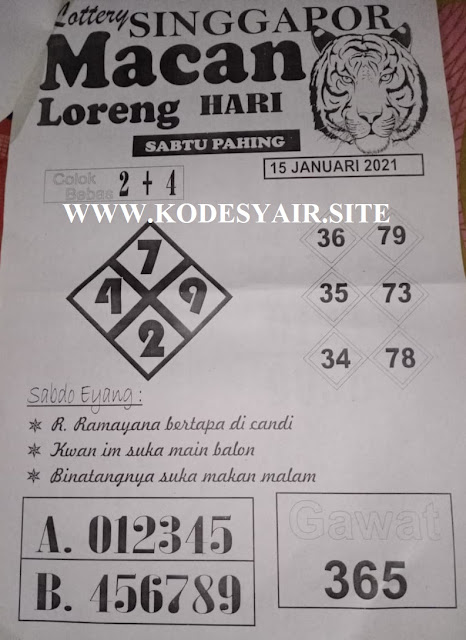 Lottery SINGGAPOR
Macan
Loreng HARI
SABTU PAHING
15 JANUARI 2021
Colok Bebas 2 + 4
WWW.KODESYAIR.SITE
7
4 9
2
36 79
35 73
34 78
Sabdo Eyang :
R. Ramayana bertapa di candi
Kwan im suka main balon
Binatangnya suka makan malam
A. 012345
B. 456789
Gawat
365